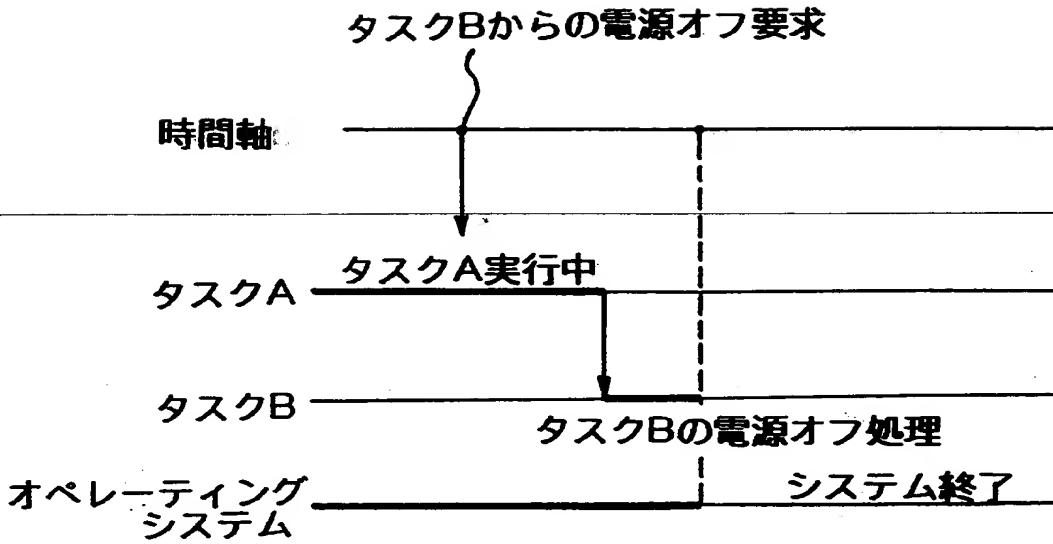 タスクBからの電源オフ要求
時間軸
タスクA実行中
タスクA
タスクB
タスクBの電源オフ処理
オペレーティング
システム
システム終了